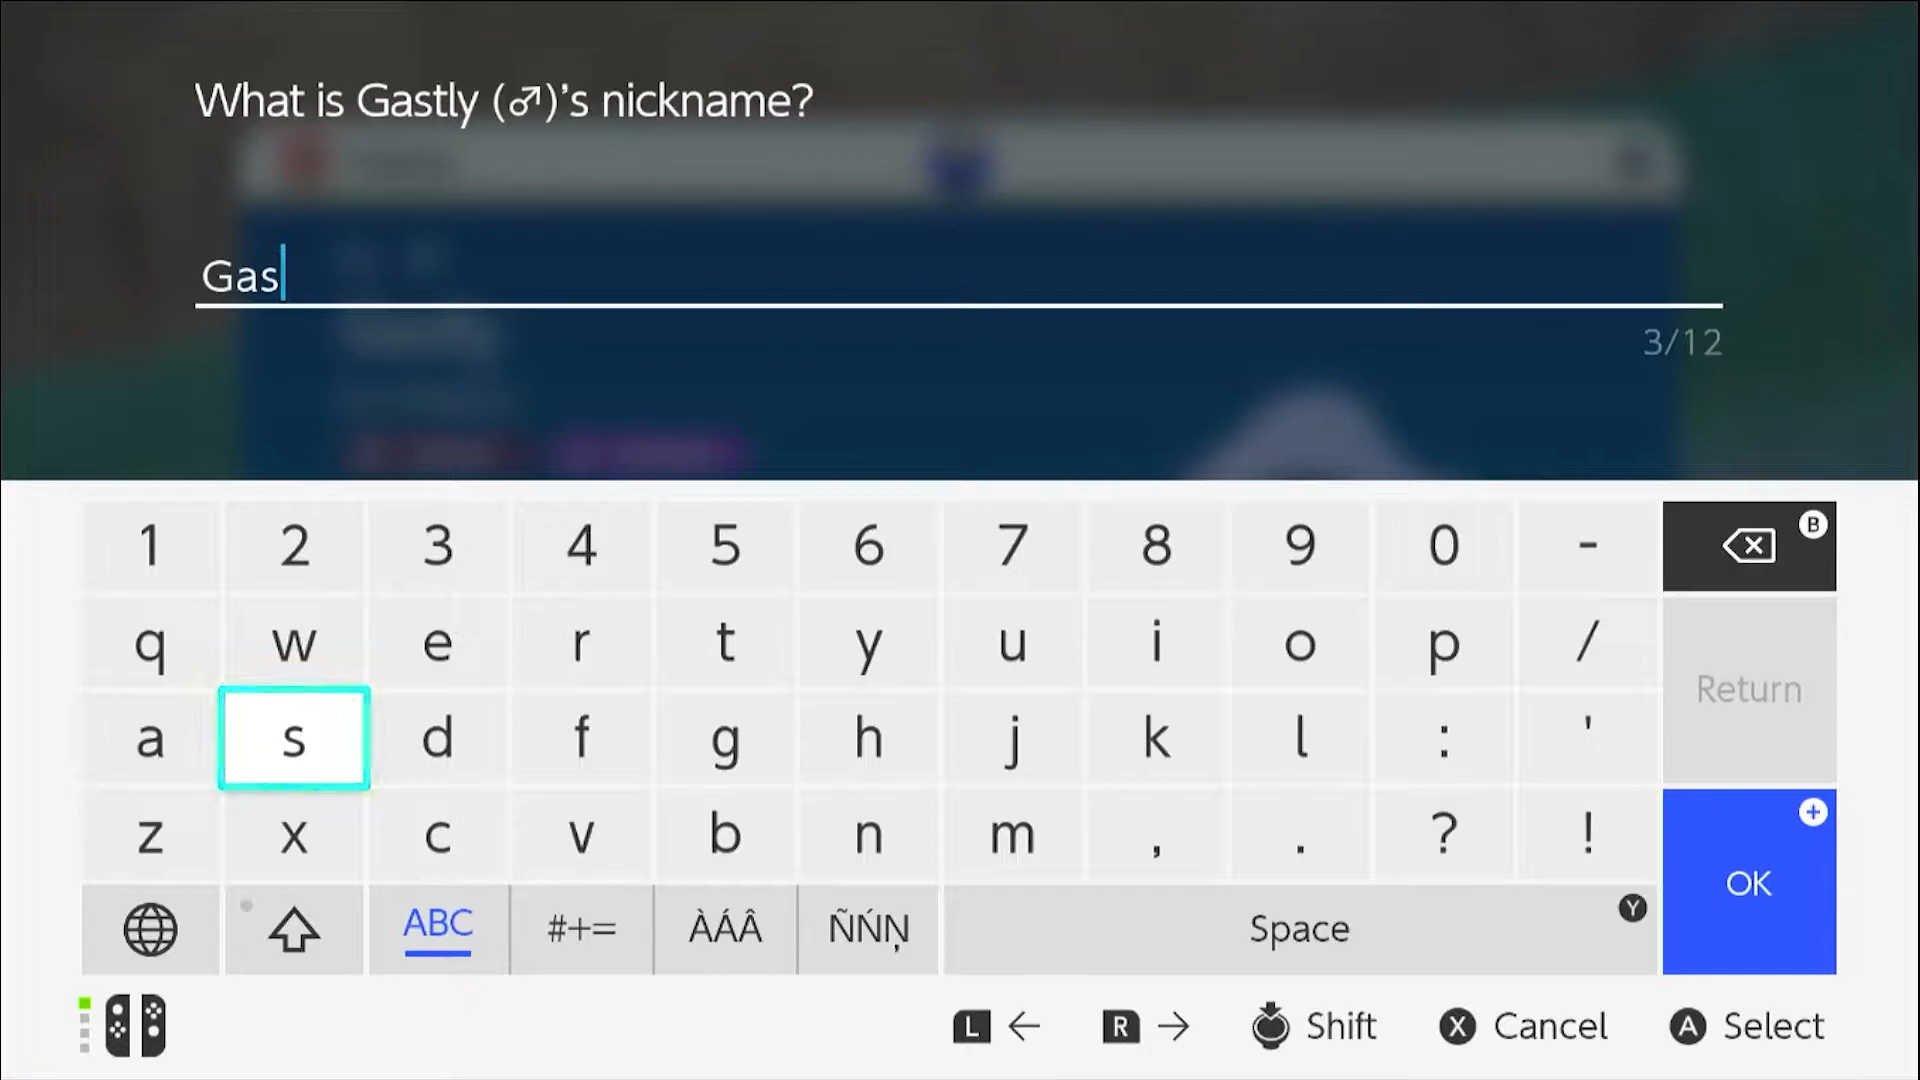 What is Gastly (♂)'s nickname?
Gas
3/12
1 2 3 4 5 6 7 8 9 0 - B
q w e r t y u i o p /
Return
a s d f g h j k l : '
z x c v b n m , . ? ! +
OK
ABC #+= ÀÁÂ ÑŃŅ Space Y
L ← R → Shift X Cancel A Select